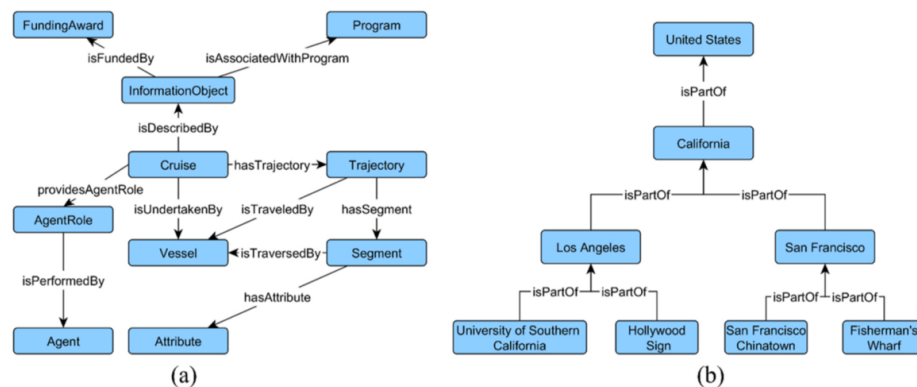 FundingAward
Program
isFundedBy
isAssociatedWithProgram
InformationObject
isDescribedBy
Cruise
hasTrajectory
Trajectory
providesAgentRole
isUndertakenBy
isTraveledBy
hasSegment
AgentRole
Vessel
isTraversedBy
Segment
isPerformedBy
hasAttribute
Agent
Attribute
(a)
United States
isPartOf
California
isPartOf
isPartOf
Los Angeles
San Francisco
isPartOf
isPartOf
isPartOf
isPartOf
University of Southern
California
Hollywood
Sign
San Francisco
Chinatown
Fisherman's
Wharf
(b)